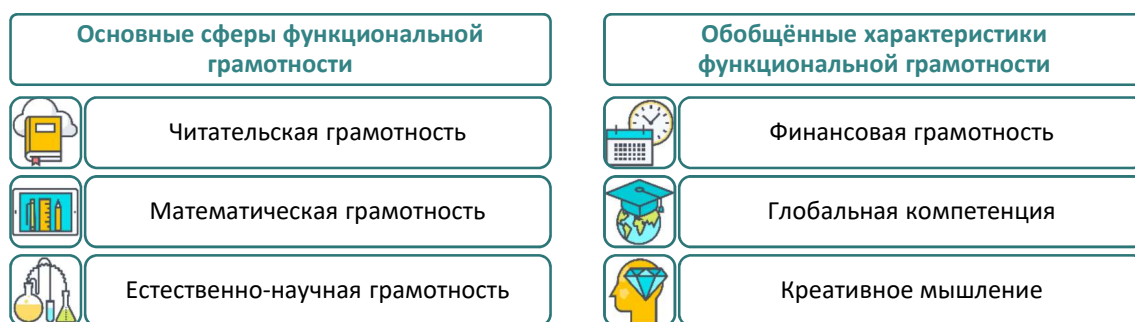 Основные сферы функциональной
грамотности
Читательская грамотность
Математическая грамотность
Естественно-научная грамотность
Обобщённые характеристики
функциональной грамотности
Финансовая грамотность
Глобальная компетенция
Креативное мышление